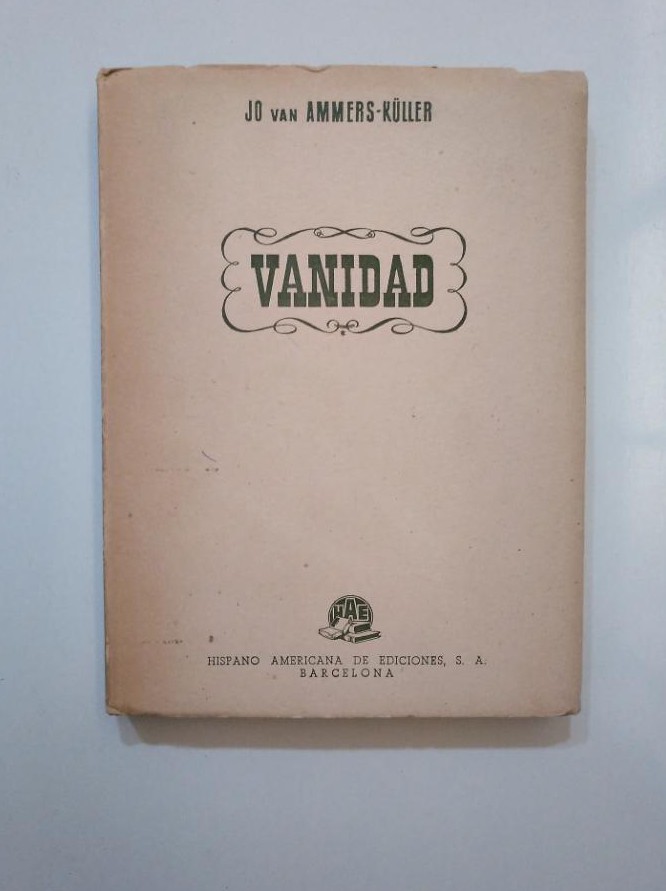 JO VAN AMMERS-KÜLLER
VANIDAD
HAE
HISPANO AMERICANA DE EDICIONES, S. A.
BARCELONA